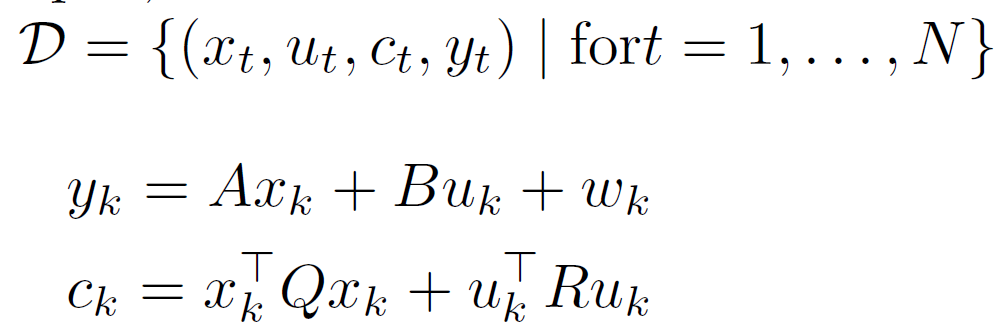 𝒟 = {(x_t, u_t, c_t, y_t) | fort = 1, . . . , N}
y_k = Ax_k + Bu_k + w_k
c_k = x_k^⊤ Qx_k + u_k^⊤ Ru_k